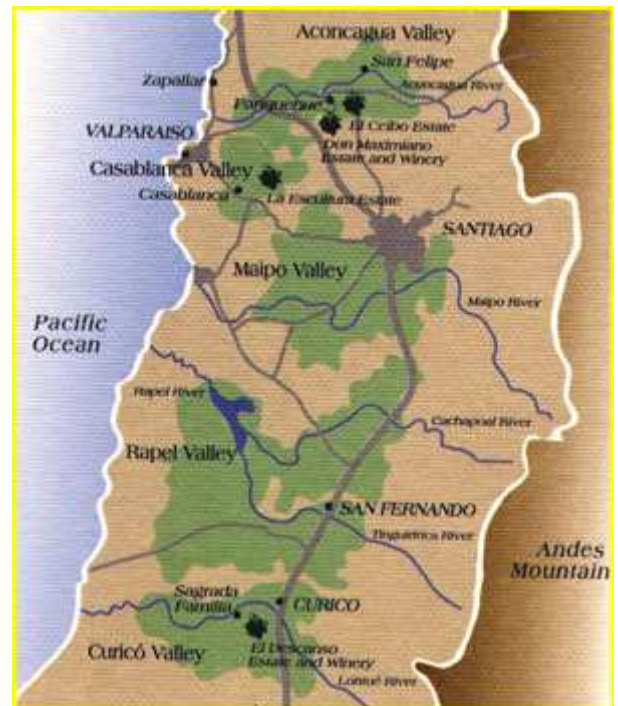 Aconcagua Valley
San Felipe
Zapallar
Aconcagua River
Panquehue
El Ceibo Estate
VALPARAISO
Don Maximiano
Estate and Winery
Casablanca Valley
Casablanca
La Escultura Estate
SANTIAGO
Maipo Valley
Maipo River
Pacific
Ocean
Rapel River
Cachapoal River
Rapel Valley
SAN FERNANDO
Tinguiririca River
Andes
Mountain
Sagrada
Familia
CURICO
Curicó Valley
El Descanso
Estate and Winery
Lontué River